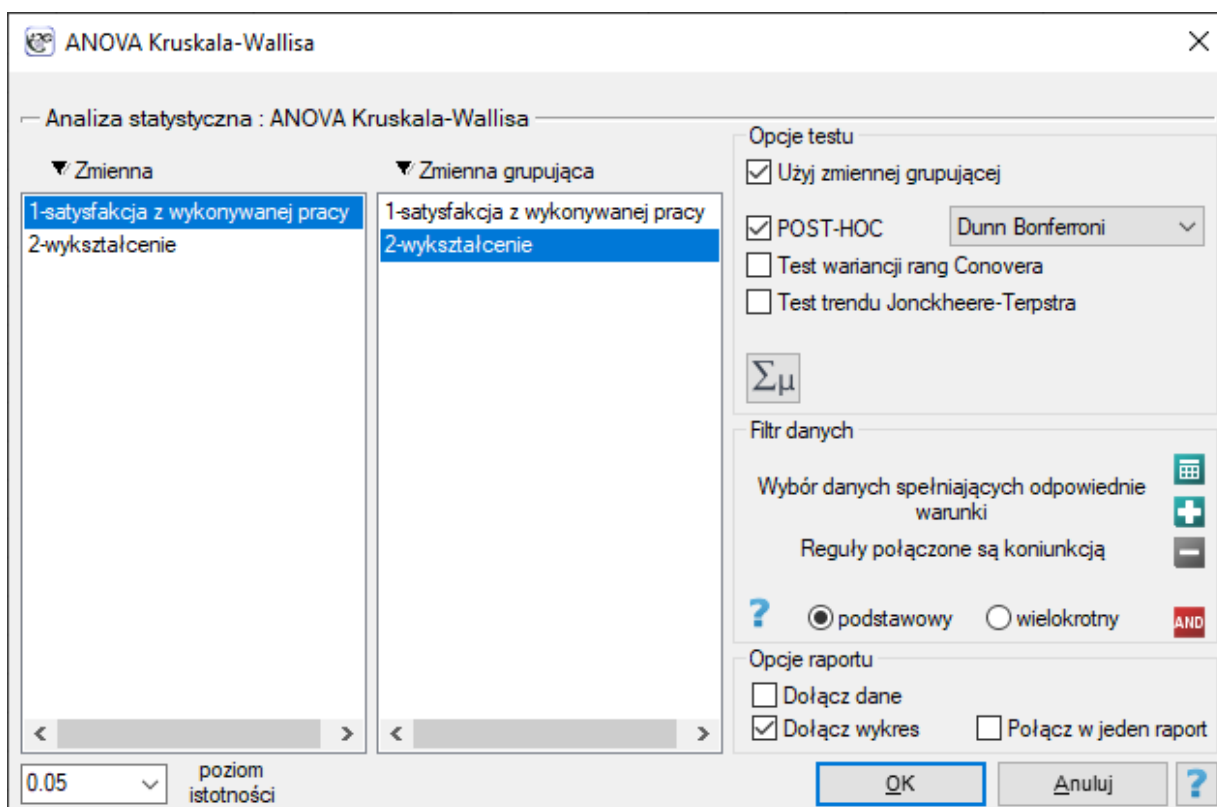 ANOVA Kruskala-Wallisa
Analiza statystyczna : ANOVA Kruskala-Wallisa
Zmienna
1-satysfakcja z wykonywanej pracy
2-wykształcenie
Zmienna grupująca
1-satysfakcja z wykonywanej pracy
2-wykształcenie
Opcje testu
Użyj zmiennej grupującej
POST-HOC
Dunn Bonferroni
Test wariancji rang Conovera
Test trendu Jonckheere-Terpstra
Σμ
Filtr danych
Wybór danych spełniających odpowiednie
warunki
Reguły połączone są koniunkcją
? podstawowy wielokrotny AND
Opcje raportu
Dołącz dane
Dołącz wykres Połącz w jeden raport
0.05
poziom
istotności
OK Anuluj ?